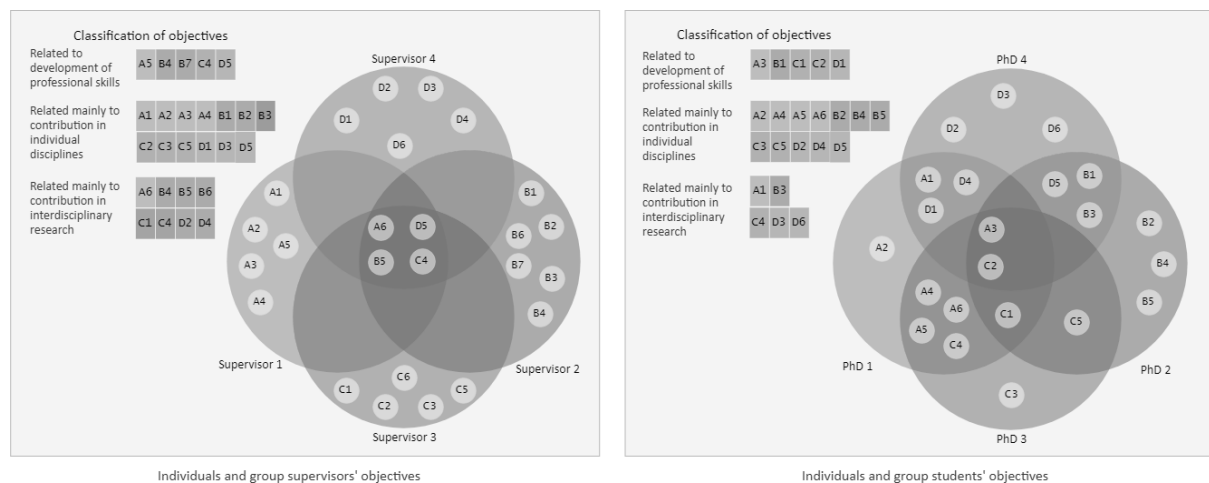 Classification of objectives
Related to
development of
professional skills
A5 B4 B7 C4 D5
Related mainly to
contribution in
individual
disciplines
A1 A2 A3 A4 B1 B2 B3
C2 C3 C5 D1 D3 D5
Related mainly to
contribution in
interdisciplinary
research
A6 B4 B5 B6
C1 C4 D2 D4
Supervisor 4
D2 D3
D1 D4
D6
A1 B1
A2 A6 D5 B6 B2
A5
A3 B5 C4 B7 B3
A4 B4
Supervisor 1
Supervisor 2
C1 C6 C5
C2 C3
Supervisor 3
Individuals and group supervisors' objectives
Classification of objectives
Related to
development of
professional skills
A3 B1 C1 C2 D1
Related mainly to
contribution in
individual
disciplines
A2 A4 A5 A6 B2 B4 B5
C3 C5 D2 D4 D5
Related mainly to
contribution in
interdisciplinary
research
A1 B3
C4 D3 D6
PhD 4
D3
D2 D6
A1 D4 D5 B1
D1 B3 B2
A3
A2 C2 B4
A4 A6 C1 C5 B5
A5 C4
PhD 1
PhD 2
C3
PhD 3
Individuals and group students' objectives